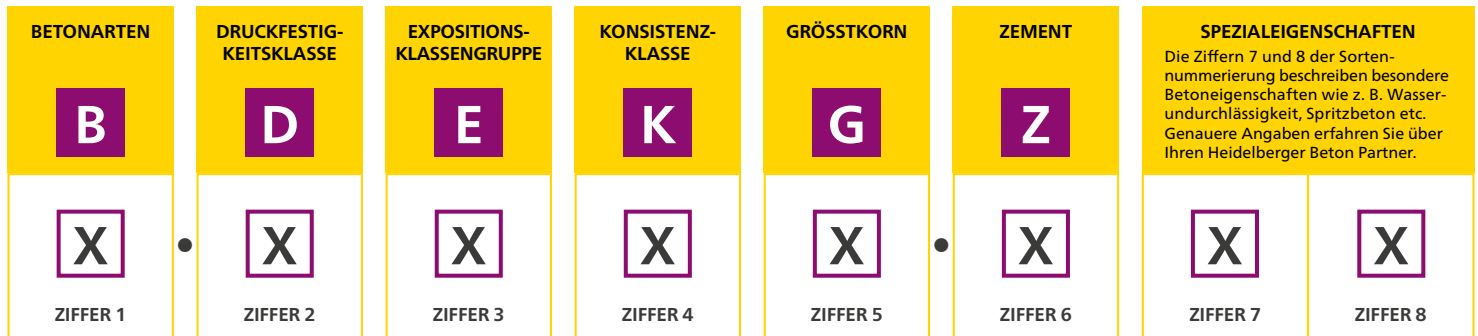 BETONARTEN
DRUCKFESTIG-
KEITSKLASSE
EXPOSITIONS-
KLASSENGRUPPE
KONSISTENZ-
KLASSE
GRÖSSTKORN
ZEMENT
SPEZIALEIGENSCHAFTEN
Die Ziffern 7 und 8 der Sorten-
nummerierung beschreiben besondere
Betoneigenschaften wie z. B. Wasser-
undurchlässigkeit, Spritzbeton etc.
Genauere Angaben erfahren Sie über
Ihren Heidelberger Beton Partner.
B
D
E
K
G
Z
X • X X X X • X X X
ZIFFER 1
ZIFFER 2
ZIFFER 3
ZIFFER 4
ZIFFER 5
ZIFFER 6
ZIFFER 7
ZIFFER 8